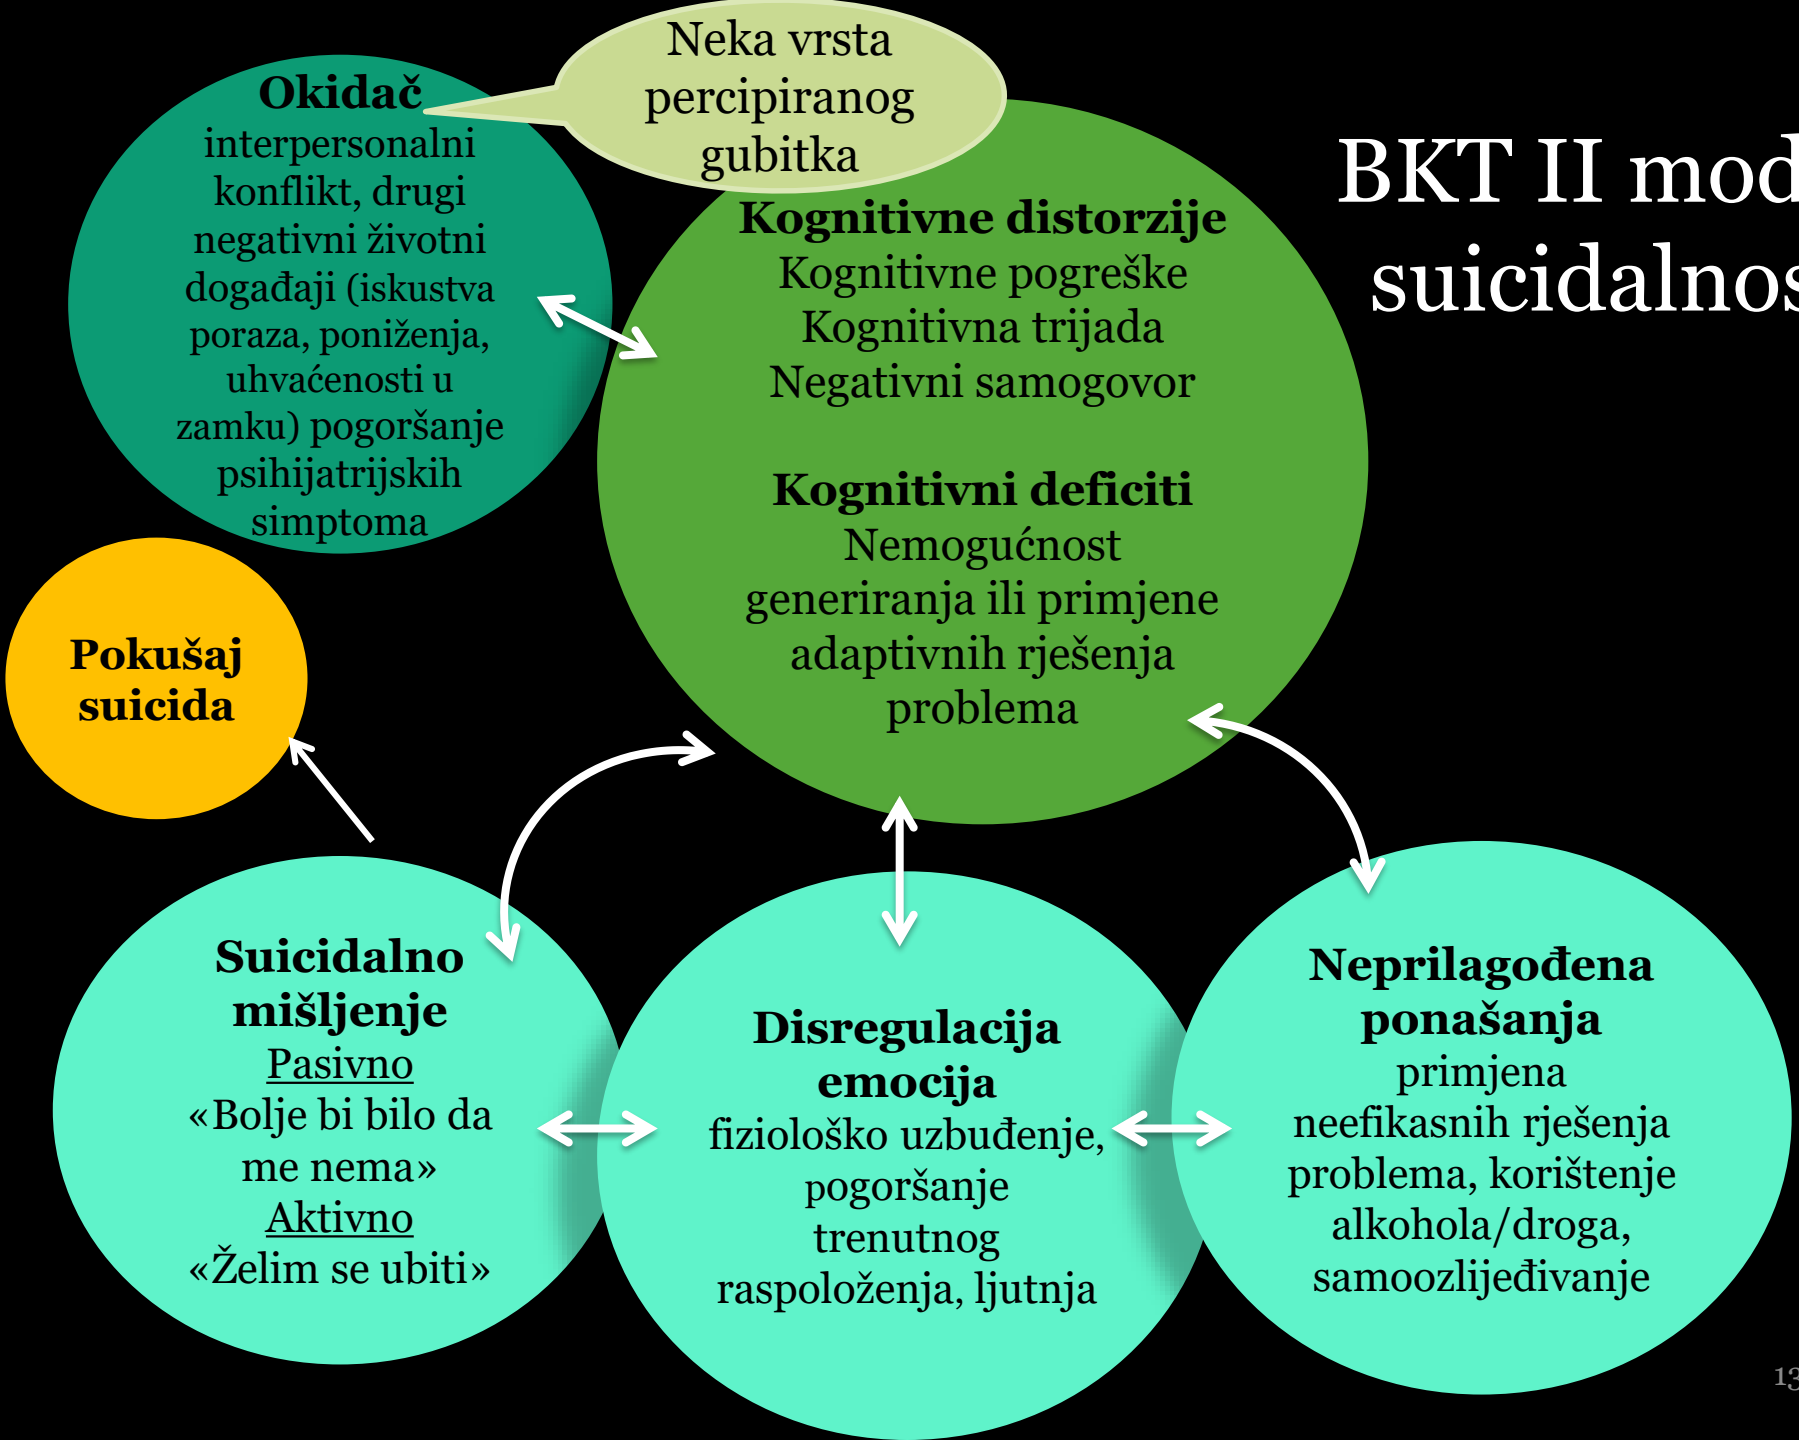 Neka vrsta
percipiranog
gubitka
Okidač
interpersonalni
konflikt, drugi
negativni životni
događaji (iskustva
poraza, poniženja,
uhvaćenosti u
zamku) pogoršanje
psihijatrijskih
simptoma
BKT II mod
suicidalnos
Kognitivne distorzije
Kognitivne pogreške
Kognitivna trijada
Negativni samogovor
Kognitivni deficiti
Nemogućnost
generiranja ili primjene
adaptivnih rješenja
problema
Pokušaj
suicida
Suicidalno
mišljenje
Pasivno
«Bolje bi bilo da
me nema»
Aktivno
«Želim se ubiti»
Disregulacija
emocija
fiziološko uzbuđenje,
pogoršanje
trenutnog
raspoloženja, ljutnja
Neprilagođena
ponašanja
primjena
neefikasnih rješenja
problema, korištenje
alkohola/droga,
samoozlijeđivanje
13